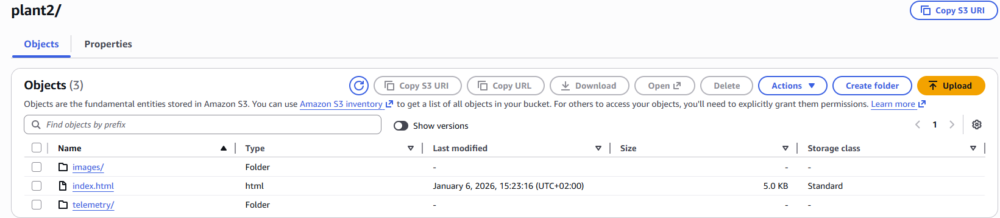 plant2/
Copy S3 URI
Objects
Properties
Objects (3)
Copy S3 URI
Copy URL
Download
Open
Delete
Actions
Create folder
Upload
Objects are the fundamental entities stored in Amazon S3. You can use Amazon S3 inventory to get a list of all objects in your bucket. For others to access your objects, you'll need to explicitly grant them permissions. Learn more
Find objects by prefix
Show versions
1
Name Type Last modified Size Storage class
images/ Folder - - -
index.html html January 6, 2026, 15:23:16 (UTC+02:00) 5.0 KB Standard
telemetry/ Folder - - -